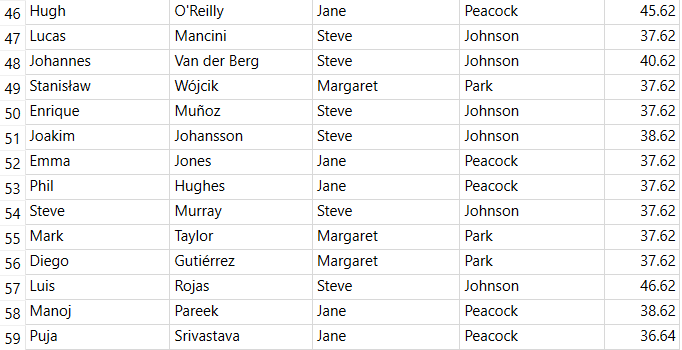 46 Hugh O'Reilly Jane Peacock 45.62
47 Lucas Mancini Steve Johnson 37.62
48 Johannes Van der Berg Steve Johnson 40.62
49 Stanisław Wójcik Margaret Park 37.62
50 Enrique Muñoz Steve Johnson 37.62
51 Joakim Johansson Steve Johnson 38.62
52 Emma Jones Jane Peacock 37.62
53 Phil Hughes Jane Peacock 37.62
54 Steve Murray Steve Johnson 37.62
55 Mark Taylor Margaret Park 37.62
56 Diego Gutiérrez Margaret Park 37.62
57 Luis Rojas Steve Johnson 46.62
58 Manoj Pareek Jane Peacock 38.62
59 Puja Srivastava Jane Peacock 36.64